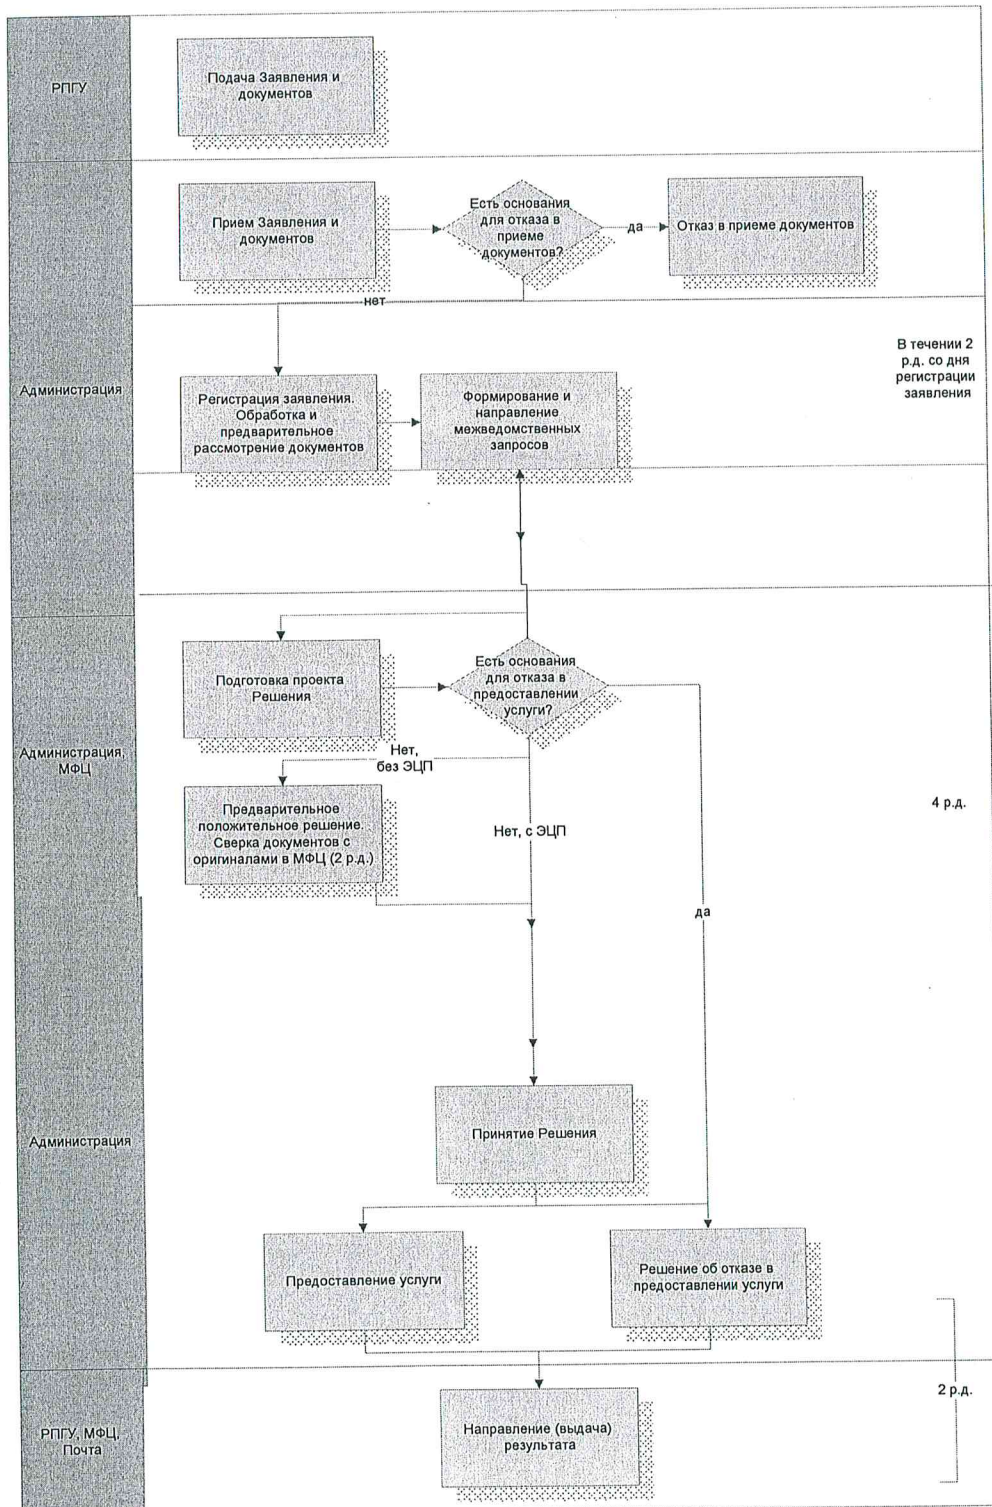 РПГУ
Подача Заявления и
документов
Прием Заявления и
документов
Есть основания
для отказа в
приеме
документов?
да
Отказ в приеме документов
нет
Администрация
Регистрация заявления.
Обработка и
предварительное
рассмотрение документов
Формирование и
направление
межведомственных
запросов
В течении 2
р.д. со дня
регистрации
заявления
Администрация,
МФЦ
Подготовка проекта
Решения
Есть основания
для отказа в
предоставлении
услуги?
Нет,
без ЭЦП
Предварительное
положительное решение.
Сверка документов с
оригиналами в МФЦ (2 р.д.)
Нет, с ЭЦП
4 р.д.
да
Администрация
Принятие Решения
Предоставление услуги
Решение об отказе в
предоставлении услуги
2 р.д.
РПГУ, МФЦ,
Почта
Направление (выдача)
результата